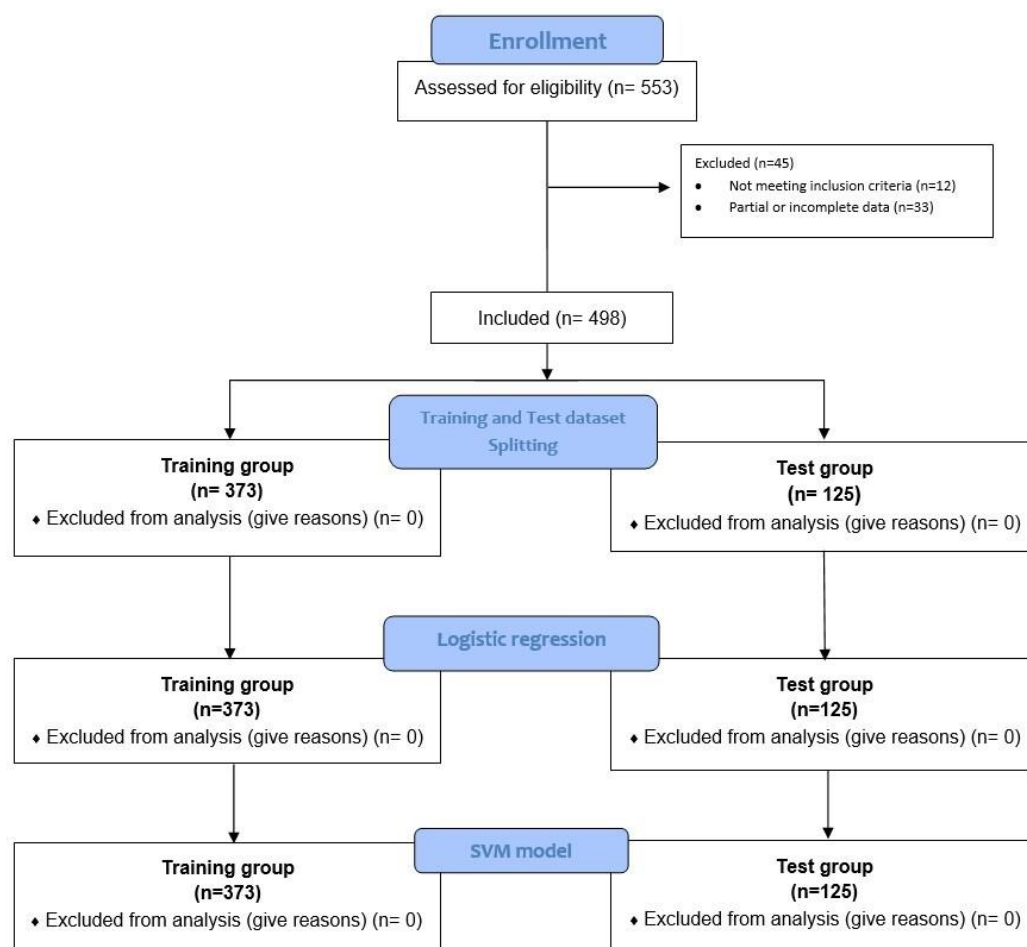 Enrollment
Assessed for eligibility (n= 553)
Excluded (n=45)
• Not meeting inclusion criteria (n=12)
• Partial or incomplete data (n=33)
Included (n= 498)
Training and Test dataset
Splitting
Training group
(n= 373)
♦ Excluded from analysis (give reasons) (n= 0)
Test group
(n= 125)
♦ Excluded from analysis (give reasons) (n= 0)
Logistic regression
Training group
(n=373)
♦ Excluded from analysis (give reasons) (n= 0)
Test group
(n=125)
♦ Excluded from analysis (give reasons) (n= 0)
SVM model
Training group
(n=373)
♦ Excluded from analysis (give reasons) (n= 0)
Test group
(n=125)
♦ Excluded from analysis (give reasons) (n= 0)